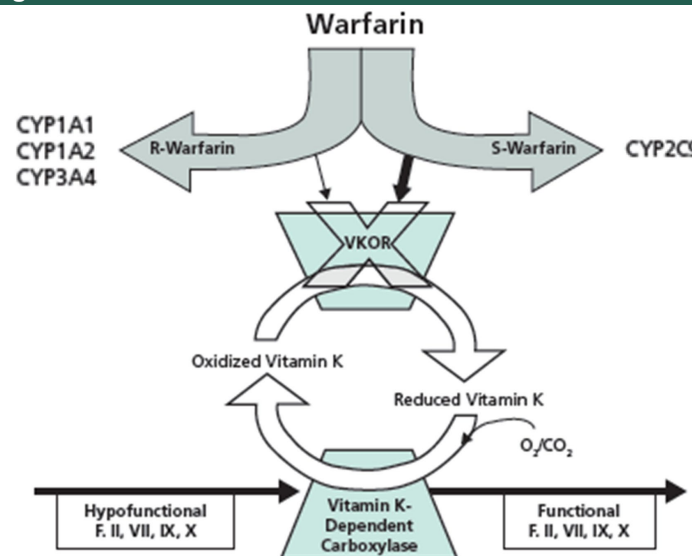 Warfarin
CYP1A1
CYP1A2
CYP3A4
R-Warfarin
S-Warfarin
CYP2C9
VKOR
Oxidized Vitamin K
Reduced Vitamin K
O₂/CO₂
Hypofunctional
F. II, VII, IX, X
Vitamin K-
Dependent
Carboxylase
Functional
F. II, VII, IX, X